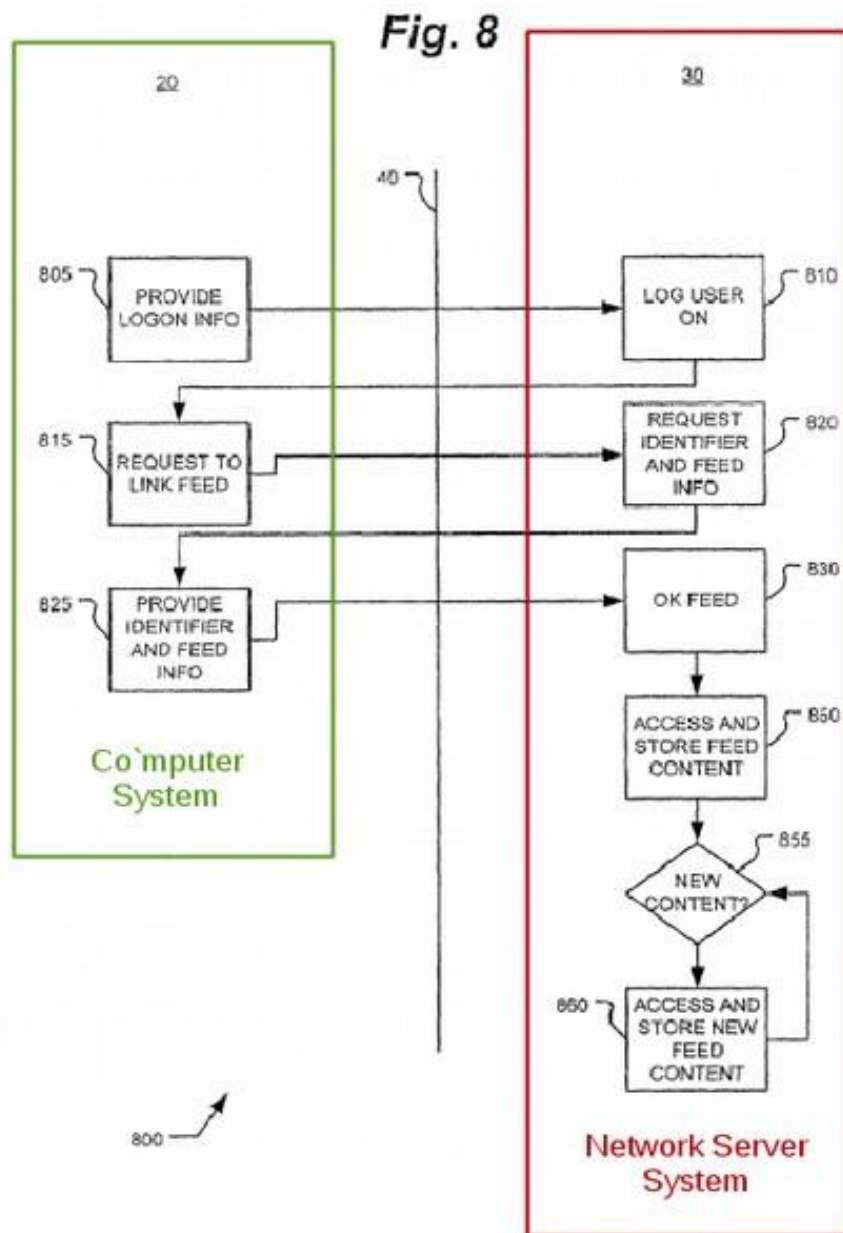 Fig. 8
20
30
40
805
PROVIDE
LOGON INFO
LOG USER
ON
810
815
REQUEST TO
LINK FEED
REQUEST
IDENTIFIER
AND FEED
INFO
820
825
PROVIDE
IDENTIFIER
AND FEED
INFO
OK FEED
830
Co`mputer
System
ACCESS AND
STORE FEED
CONTENT
850
NEW
CONTENT?
855
860
ACCESS AND
STORE NEW
FEED
CONTENT
800
Network Server
System